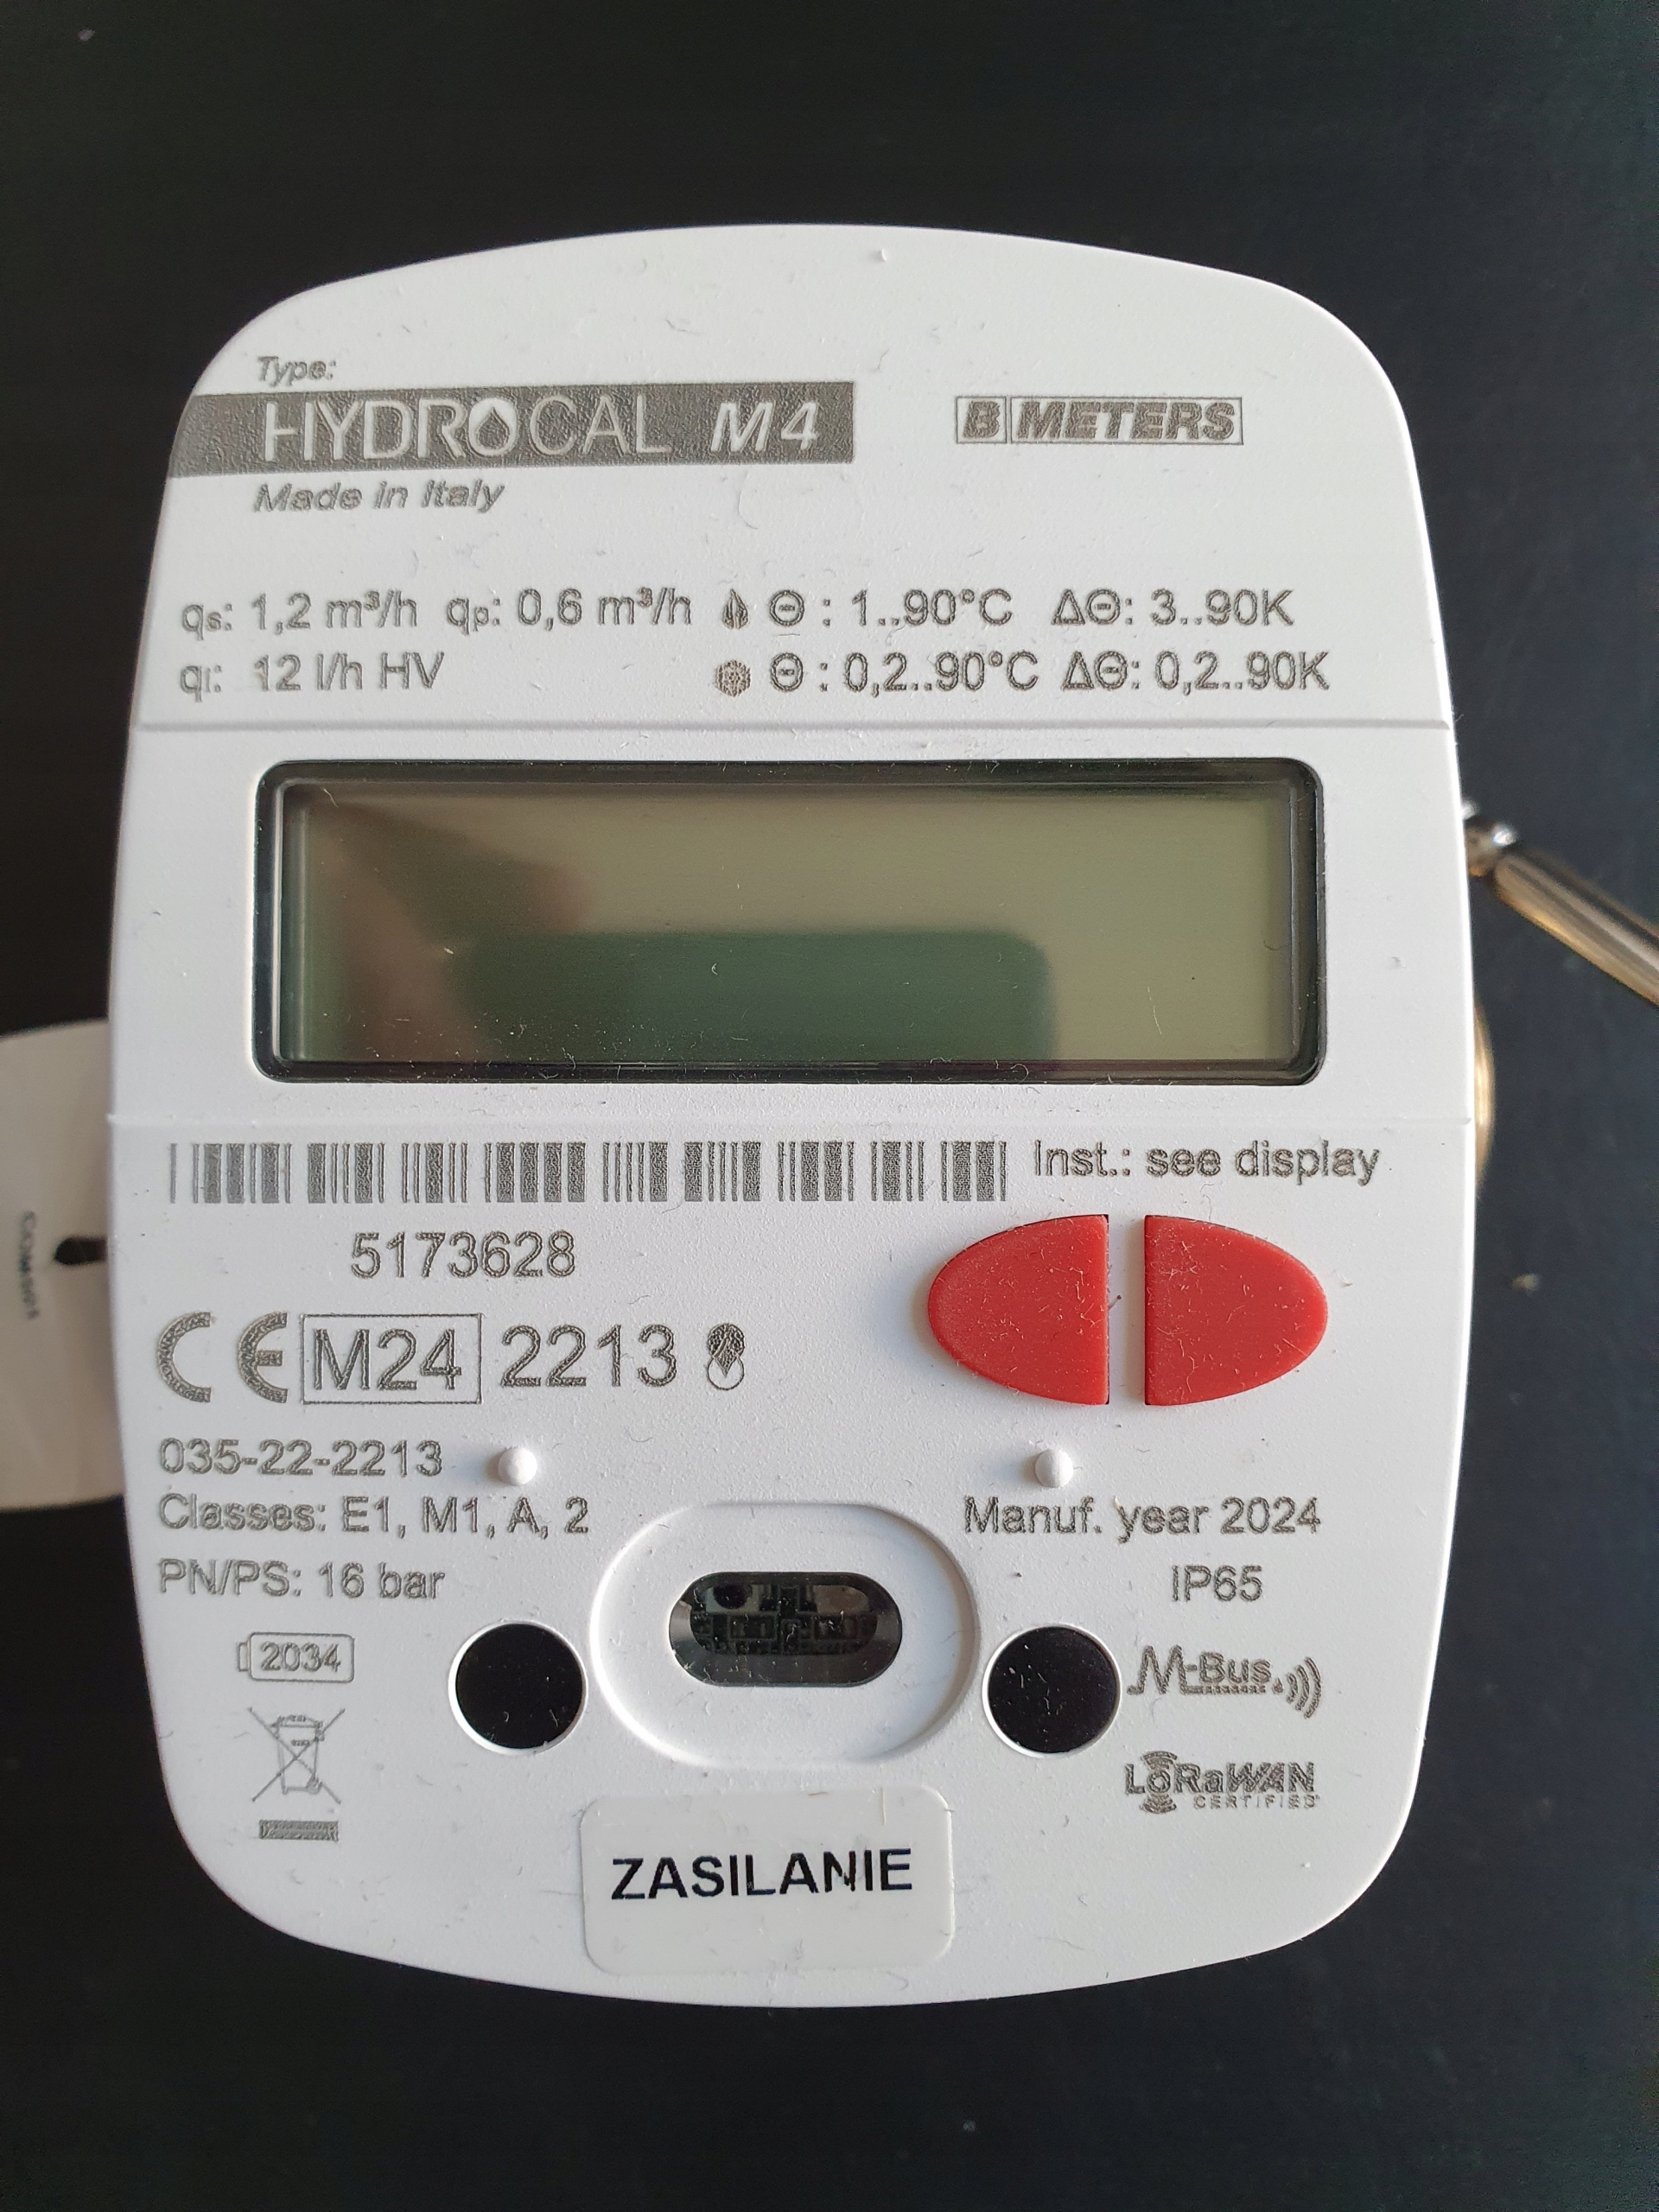 Type:
HYDROCAL M4
B METERS
Made in Italy
qs: 1,2 m³/h qp: 0,6 m³/h Θ : 1..90°C ΔΘ: 3..90K
qi: 12 l/h HV Θ : 0,2..90°C ΔΘ: 0,2..90K
Inst.: see display
5173628
CE M24 2213
035-22-2213
Classes: E1, M1, A, 2
Manuf. year 2024
PN/PS: 16 bar
IP65
2034
M-Bus
LoRaWAN
CERTIFIED
ZASILANIE